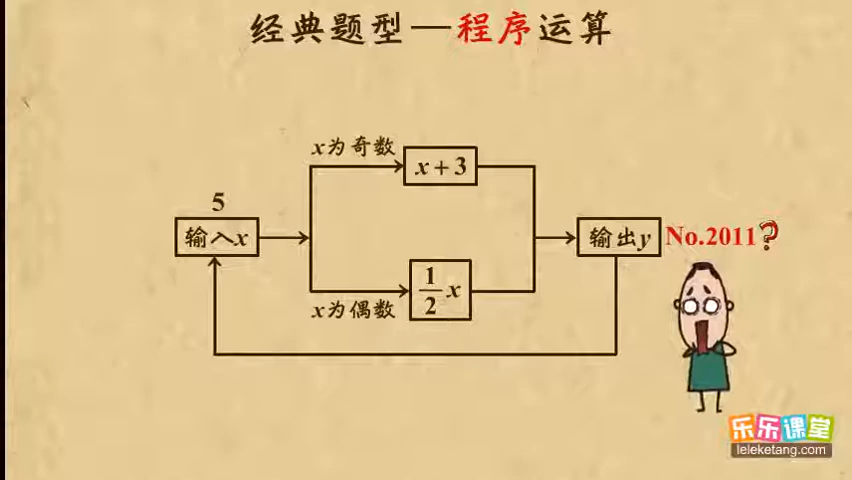 经典题型—程序运算
x为奇数
x+3
5
输入x
输出y
No.2011?
1/2 x
x为偶数
乐乐课堂
leleketang.com